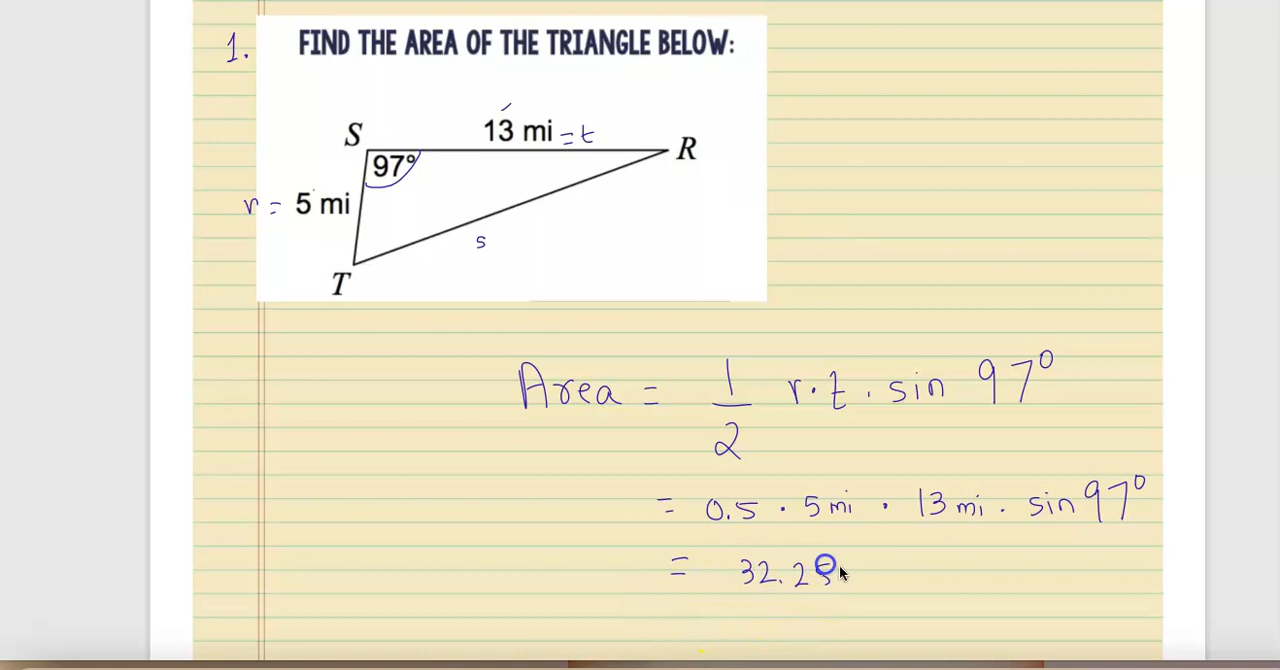 1. FIND THE AREA OF THE TRIANGLE BELOW:
S 13 mi = t R
97°
r = 5 mi
s
T
Area = 1/2 r · t . sin 97°
= 0.5 · 5 mi · 13 mi · sin 97°
= 32.2